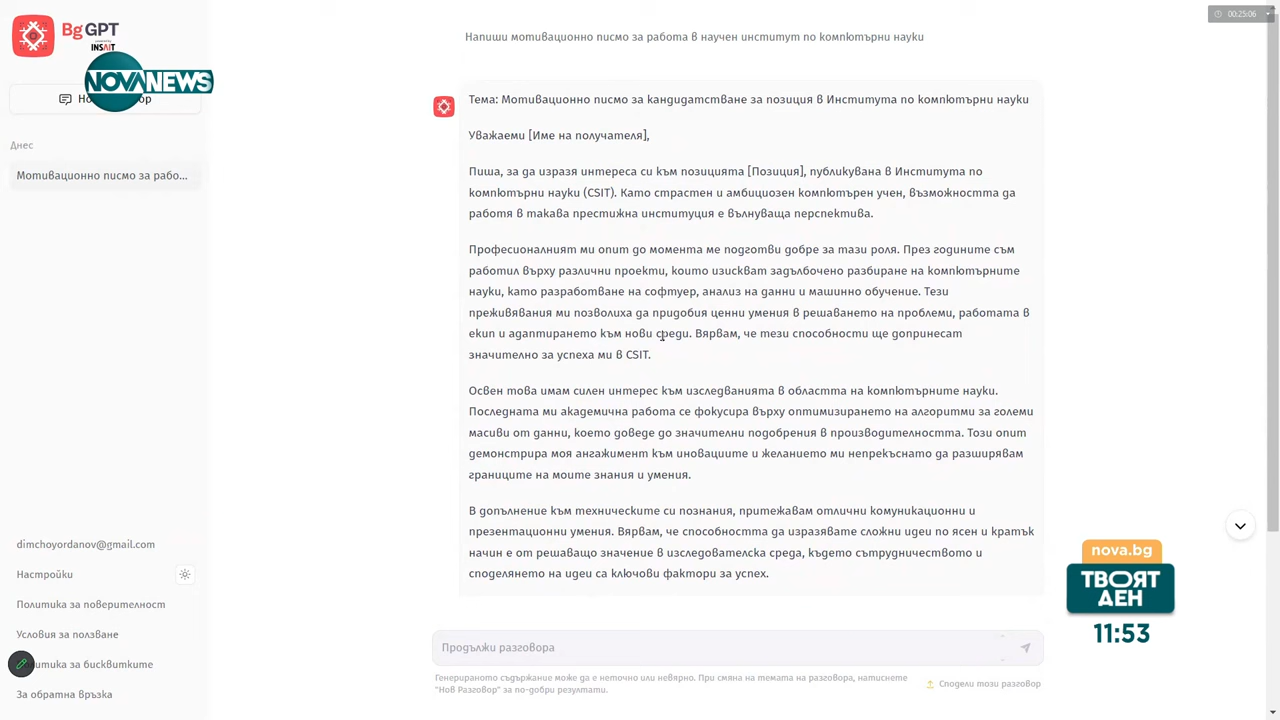 00:25:06
BgGPT
powered by
INSAIT
NOVANEWS
Напиши мотивационно писмо за работа в научен институт по компютърни науки
Днес
Мотивационно писмо за рабо...
Тема: Мотивационно писмо за кандидатстване за позиция в Института по компютърни науки
Уважаеми [Име на получателя],
Пиша, за да изразя интереса си към позицията [Позиция], публикувана в Института по
компютърни науки (CSIT). Като страстен и амбициозен компютърен учен, възможността да
работя в такава престижна институция е вълнуваща перспектива.
Професионалният ми опит до момента ме подготви добре за тази роля. През годините съм
работил върху различни проекти, които изискват задълбочено разбиране на компютърните
науки, като разработване на софтуер, анализ на данни и машинно обучение. Тези
преживявания ми позволиха да придобия ценни умения в решаването на проблеми, работата в
екип и адаптирането към нови среди. Вярвам, че тези способности ще допринесат
значително за успеха ми в CSIT.
Освен това имам силен интерес към изследванията в областта на компютърните науки.
Последната ми академична работа се фокусира върху оптимизирането на алгоритми за големи
масиви от данни, което доведе до значителни подобрения в производителността. Този опит
демонстрира моя ангажимент към иновациите и желанието ми непрекъснато да разширявам
границите на моите знания и умения.
В допълнение към техническите си познания, притежавам отлични комуникационни и
презентационни умения. Вярвам, че способността да изразявате сложни идеи по ясен и кратък
начин е от решаващо значение в изследователска среда, където сътрудничеството и
споделянето на идеи са ключови фактори за успех.
dimchoyordanov@gmail.com
Настройки
Политика за поверителност
Условия за ползване
итика за бисквитките
За обратна връзка
Продължи разговора
Генерираното съдържание може да е неточно или невярно. При смяна на темата на разговора, натиснете
"Нов Разговор" за по-добри резултати.
Сподели този разговор
nova.bg
ТВОЯТ
ДЕН
11:53